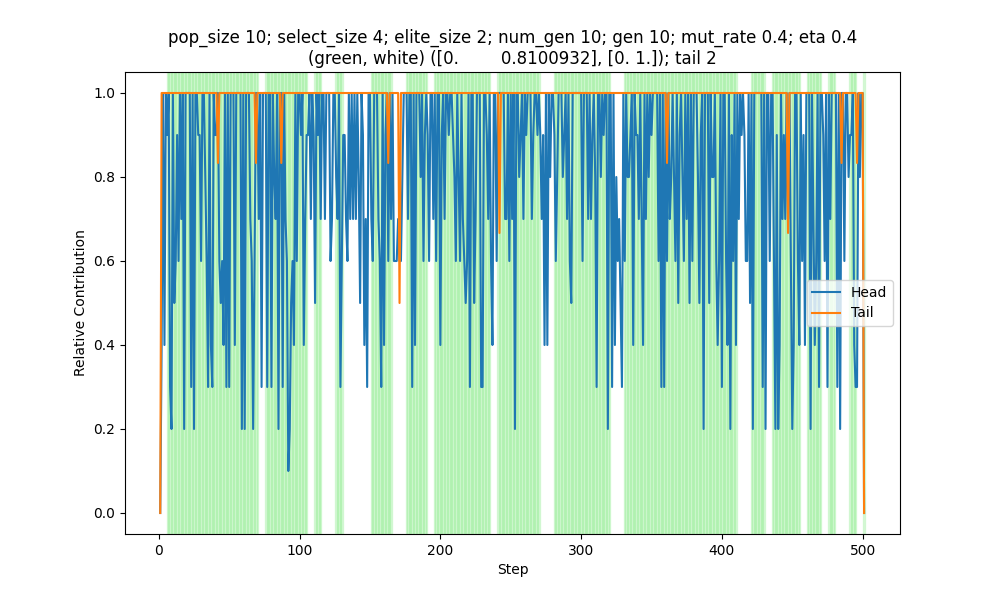 pop_size 10; select_size 4; elite_size 2; num_gen 10; gen 10; mut_rate 0.4; eta 0.4
(green, white) ([0. 0.8100932], [0. 1.]); tail 2
1.0
0.8
0.6
0.4
0.2
0.0
Relative Contribution
Head
Tail
0
100
200
300
400
500
Step